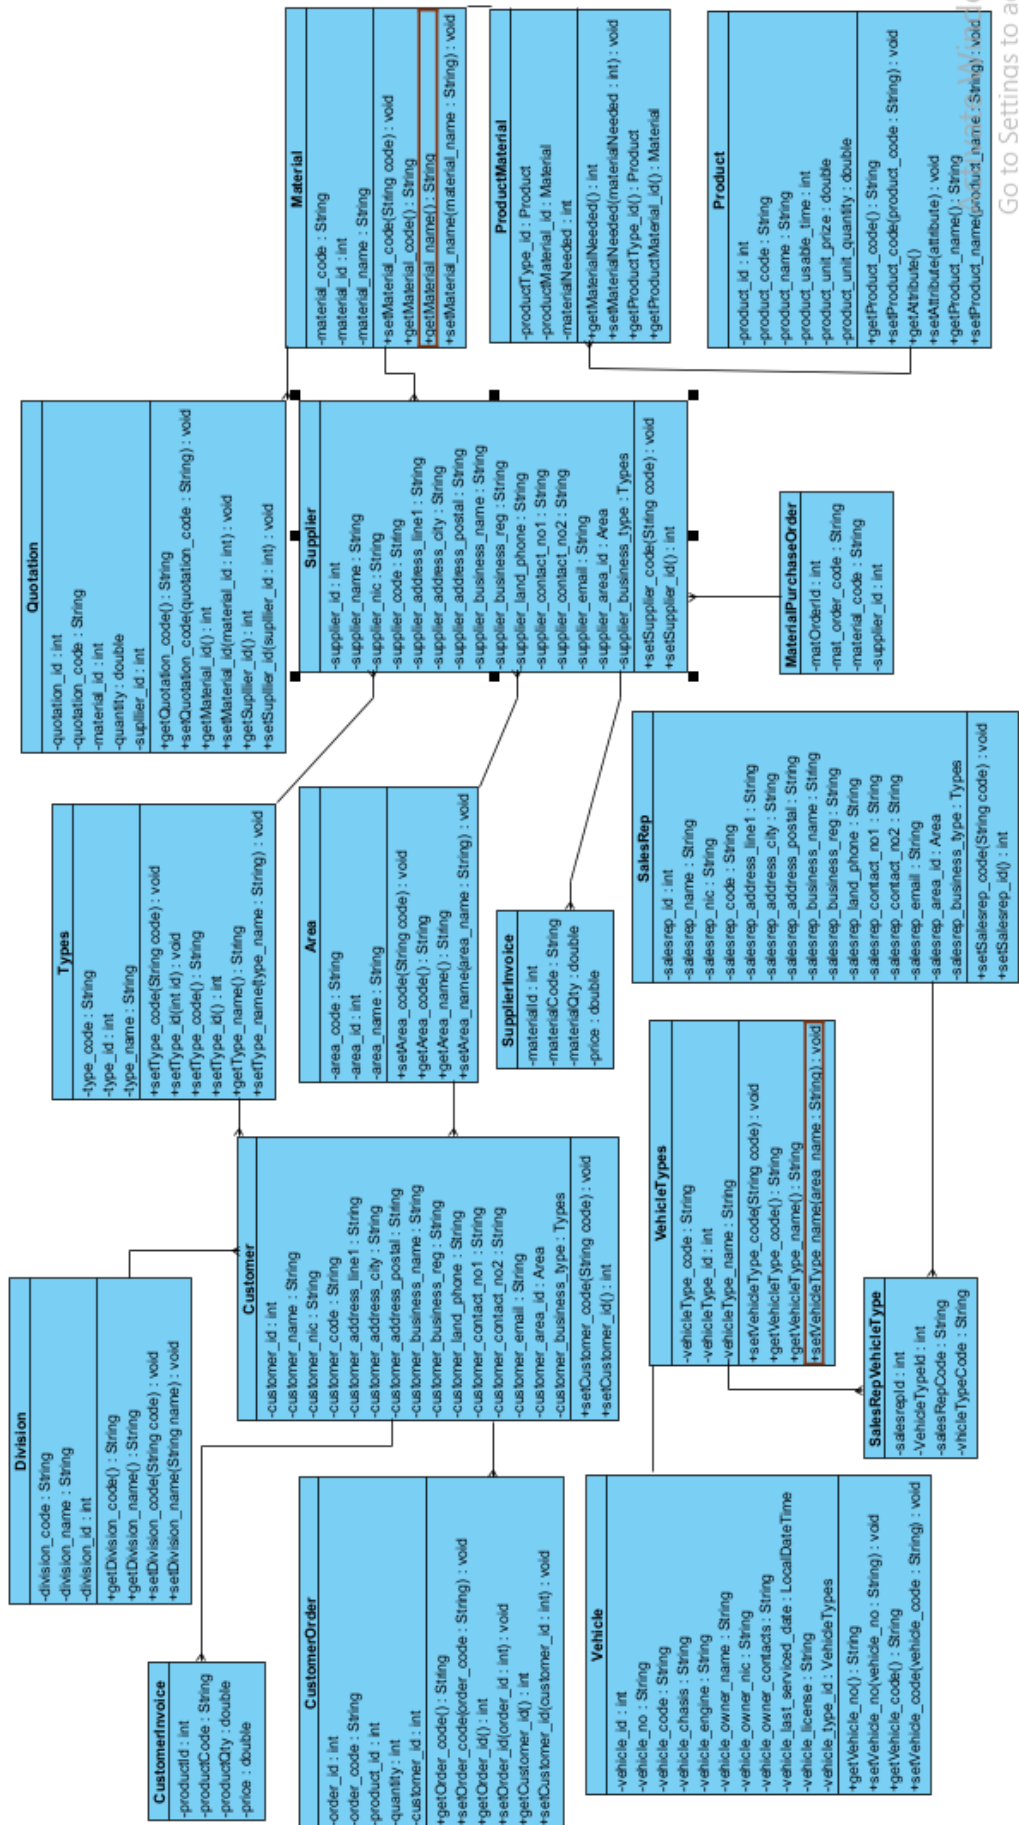 Division
-division_code : String
-division_name : String
-division_id : int
+getDivision_code() : String
+getDivision_name() : String
+setDivision_code(String code) : void
+setDivision_name(String name) : void
Types
-type_code : String
-type_id : int
-type_name : String
+setType_code(String code) : void
+setType_id(int id) : void
+setType_code() : String
+setType_id() : int
+getType_name() : String
+setType_name(type_name : String) : void
Quotation
-quotation_id : int
-quotation_code : String
-material_id : int
-quantity : double
-supllier_id : int
+getQuotation_code() : String
+setQuotation_code(quotation_code : String) : void
+getMaterial_id() : int
+setMaterial_id(material_id : int) : void
+getSupllier_id() : int
+setSupllier_id(supllier_id : int) : void
CustomerInvoice
-productId : int
-productCode : String
-productQty : double
-price : double
Customer
-customer_id : int
-customer_name : String
-customer_nic : String
-customer_code : String
-customer_address_line1 : String
-customer_address_city : String
-customer_address_postal : String
-customer_business_name : String
-customer_business_reg : String
-customer_land_phone : String
-customer_contact_no1 : String
-customer_contact_no2 : String
-customer_email : String
-customer_area_id : Area
-customer_business_type : Types
+setCustomer_code(String code) : void
+setCustomer_id() : int
Area
-area_code : String
-area_id : int
-area_name : String
+setArea_code(String code) : void
+getArea_code() : String
+getArea_name() : String
+setArea_name(area_name : String) : void
Supplier
-supplier_id : int
-supplier_name : String
-supplier_nic : String
-supplier_code : String
-supplier_address_line1 : String
-supplier_address_city : String
-supplier_address_postal : String
-supplier_business_name : String
-supplier_business_reg : String
-supplier_land_phone : String
-supplier_contact_no1 : String
-supplier_contact_no2 : String
-supplier_email : String
-supplier_area_id : Area
-supplier_business_type : Types
+setSupplier_code(String code) : void
+setSupplier_id() : int
Material
-material_code : String
-material_id : int
-material_name : String
+setMaterial_code(String code) : void
+getMaterial_code() : String
+getMaterial_name() : String
+setMaterial_name(material_name : String) : void
CustomerOrder
-order_id : int
-order_code : String
-product_id : int
-quantity : int
-customer_id : int
+getOrder_code() : String
+setOrder_code(order_code : String) : void
+getOrder_id() : int
+setOrder_id(order_id : int) : void
+getCustomer_id() : int
+setCustomer_id(customer_id : int) : void
SupplierInvoice
-materialId : int
-materialCode : String
-materialQty : double
-price : double
ProductMaterial
-productType_id : Product
-productMaterial_id : Material
-materialNeeded : int
+getMaterialNeeded() : int
+setMaterialNeeded(materialNeeded : int) : void
+getProductType_id() : Product
+getProductMaterial_id() : Material
Vehicle
-vehicle_id : int
-vehicle_no : String
-vehicle_code : String
-vehicle_chasis : String
-vehicle_engine : String
-vehicle_owner_name : String
-vehicle_owner_nic : String
-vehicle_owner_contacts : String
-vehicle_last_serviced_date : LocalDateTime
-vehicle_license : String
-vehicle_type_id : VehicleTypes
+getVehicle_no() : String
+setVehicle_no(vehicle_no : String) : void
+getVehicle_code() : String
+setVehicle_code(vehicle_code : String) : void
VehicleTypes
-vehicleType_code : String
-vehicleType_id : int
-vehicleType_name : String
+setVehicleType_code(String code) : void
+getVehicleType_code() : String
+getVehicleType_name() : String
+setVehicleType_name(area_name : String) : void
SalesRep
-salesrep_id : int
-salesrep_name : String
-salesrep_nic : String
-salesrep_code : String
-salesrep_address_line1 : String
-salesrep_address_city : String
-salesrep_address_postal : String
-salesrep_business_name : String
-salesrep_business_reg : String
-salesrep_land_phone : String
-salesrep_contact_no1 : String
-salesrep_contact_no2 : String
-salesrep_email : String
-salesrep_area_id : Area
-salesrep_business_type : Types
+setSalesrep_code(String code) : void
+setSalesrep_id() : int
MaterialPurchaseOrder
-matOrderId : int
-mat_order_code : String
-material_code : String
-supplier_id : int
Product
-product_id : int
-product_code : String
-product_name : String
-product_usable_time : int
-product_unit_prize : double
-product_unit_quantity : double
+getProduct_code() : String
+setProduct_code(product_code : String) : void
+getAttribute()
+setAttribute(attribute) : void
+getProduct_name() : String
+setProduct_name(product_name : String) : void
SalesRepVehicleType
-salesrepId : int
-VehicleTypeId : int
-salesRepCode : String
-vhicleTypeCode : String
Go to Settings to